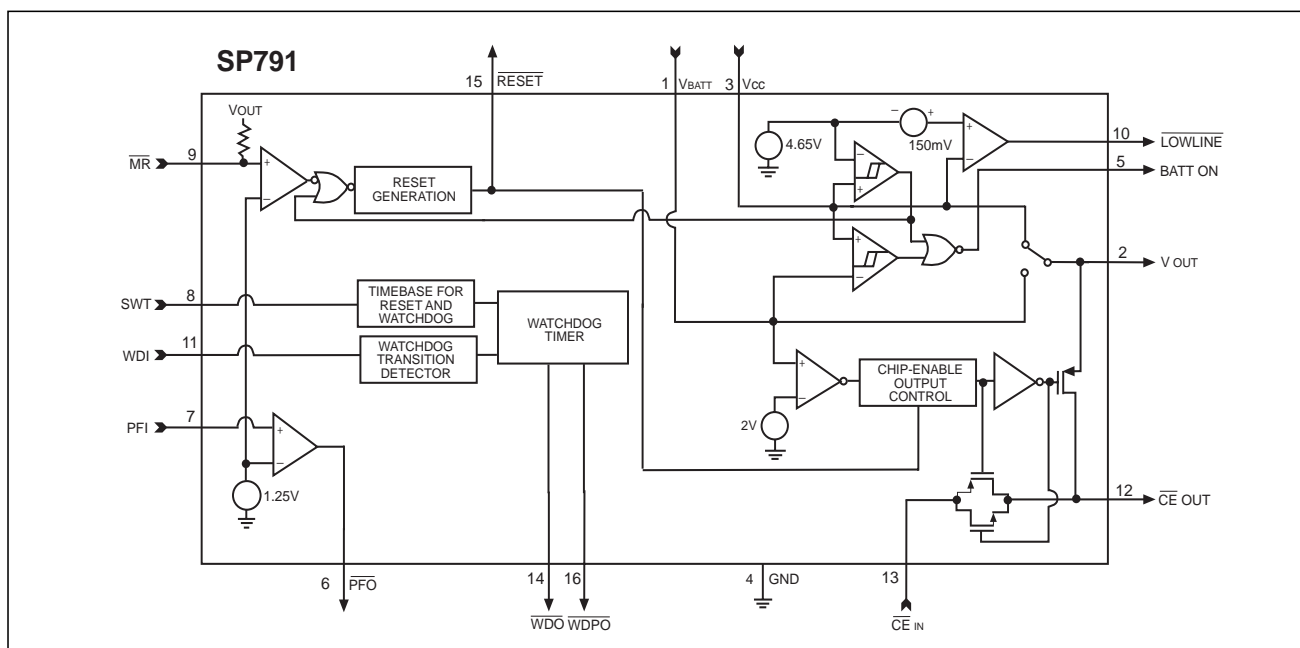 SP791
15 RESET
1 VBATT
3 Vcc
VOUT
4.65V
− +
150mV
+
−
10 LOWLINE
5 BATT ON
MR 9
+
−
RESET
GENERATION
−
+
+
−
2 V OUT
SWT 8
TIMEBASE FOR
RESET AND
WATCHDOG
WATCHDOG
TIMER
WDI 11
WATCHDOG
TRANSITION
DETECTOR
+
−
CHIP-ENABLE
OUTPUT
CONTROL
PFI 7
+
−
2V
1.25V
12 CE OUT
6 PFO
14 WDO
16 WDPO
4 GND
13 CE IN